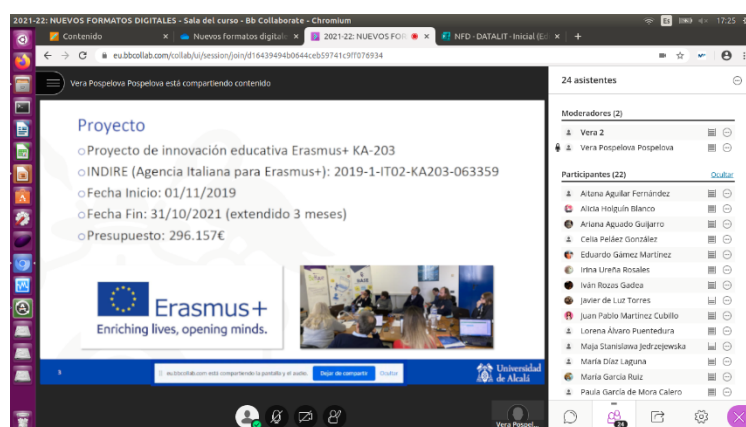 2021-22: NUEVOS FORMATOS DIGITALES - Sala del curso - Bb Collaborate - Chromium
Es
17:25
Contenido
Nuevos formatos digitale
2021-22: NUEVOS FOR
NFD - DATALIT - Inicial (Ed
eu.bbcollab.com/collab/ui/session/join/d16439494b0644ceb59741c9ff076934
Vera Pospelova Pospelova está compartiendo contenido
Proyecto
Proyecto de innovación educativa Erasmus+ KA-203
INDIRE (Agencia Italiana para Erasmus+): 2019-1-IT02-KA203-063359
Fecha Inicio: 01/11/2019
Fecha Fin: 31/10/2021 (extendido 3 meses)
Presupuesto: 296.157€
Erasmus+
Enriching lives, opening minds.
3
eu.bbcollab.com está compartiendo la pantalla y el audio.
Dejar de compartir
Ocultar
Universidad
de Alcalá
Vera Pospel...
24 asistentes
Moderadores (2)
Vera 2
Vera Pospelova Pospelova
Participantes (22)
Ocultar
Aitana Aguilar Fernández
Alicia Holguín Blanco
Ariana Aguado Guijarro
Celia Peláez González
Eduardo Gámez Martínez
Irina Ureña Rosales
Iván Rozas Gadea
Javier de Luz Torres
Juan Pablo Martínez Cubillo
Lorena Álvaro Puentedura
Maja Stanislawa Jedrzejewska
María Díaz Laguna
María García Ruiz
Paula García de Mora Calero
24